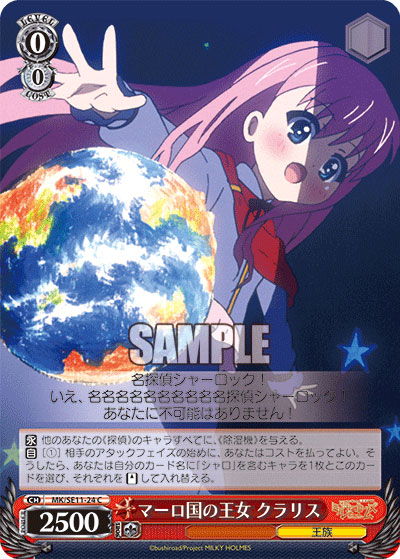 LEVEL
0
0
COST
SAMPLE
名探偵シャーロック！
いえ、名名名名名名名名名名探偵シャーロック！
あなたに不可能はありません！
永 他のあなたの《探偵》のキャラすべてに、《除湿機》を与える。
自 [①] 相手のアタックフェイズの始めに、あなたはコストを払ってよい。そ
うしたら、あなたは自分のカード名に「シャロ」を含むキャラを1枚とこのカー
ドを選び、それぞれを【】して入れ替える。
CH MK/SE11-24 C
2500
マーロ国の王女 クラリス
王族
©bushiroad/Project MILKY HOLMES